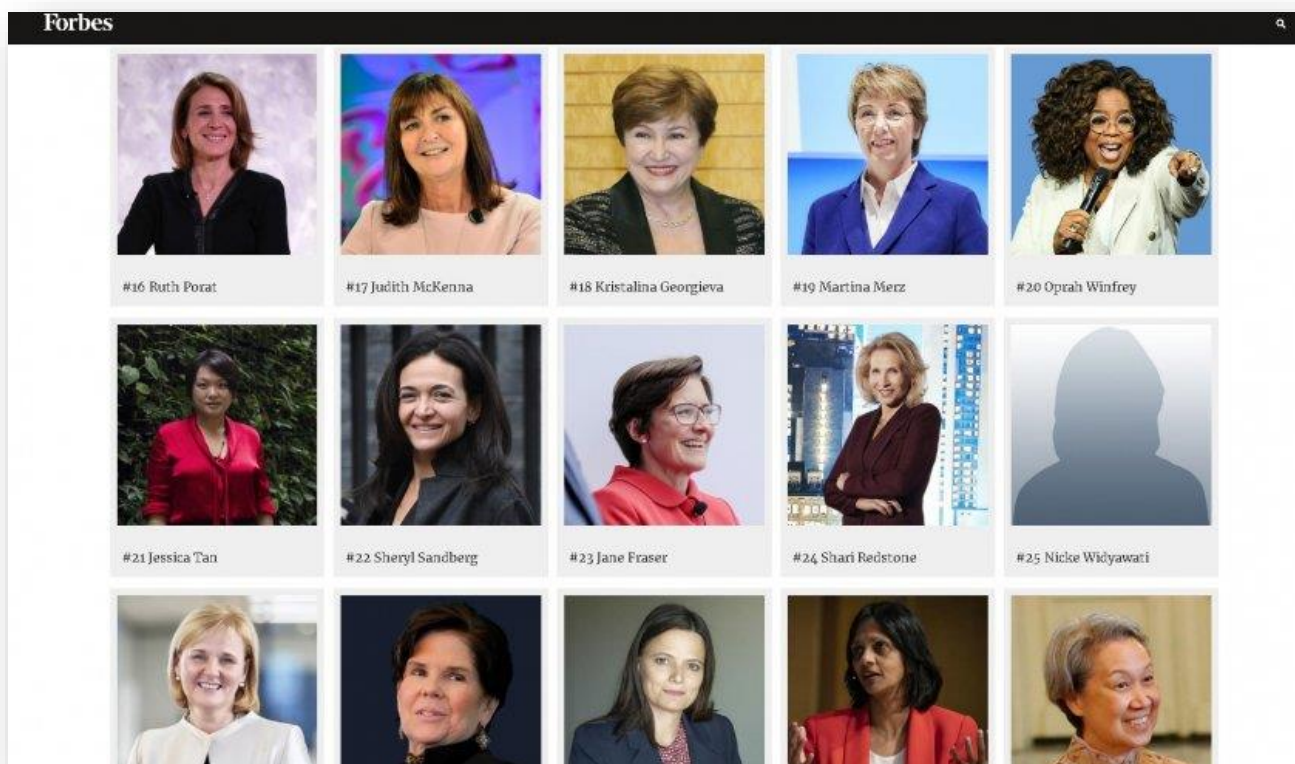 Forbes
#16 Ruth Porat
#17 Judith McKenna
#18 Kristalina Georgieva
#19 Martina Merz
#20 Oprah Winfrey
#21 Jessica Tan
#22 Sheryl Sandberg
#23 Jane Fraser
#24 Shari Redstone
#25 Nicke Widyawati